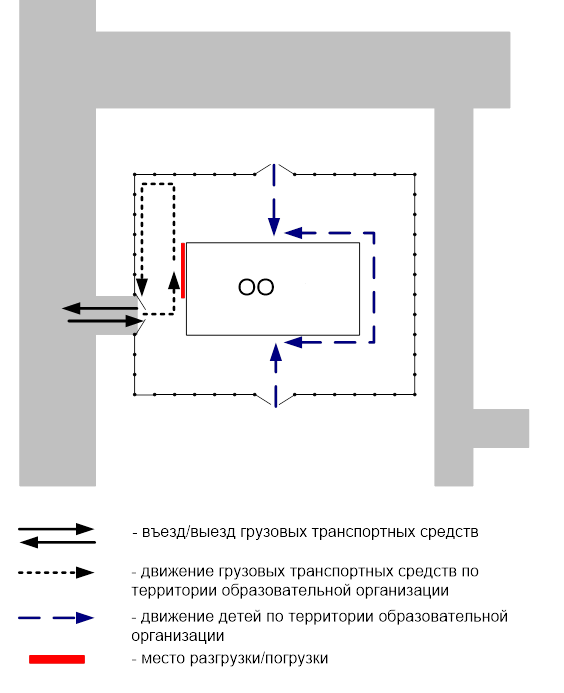 ОО
- въезд/выезд грузовых транспортных средств
- движение грузовых транспортных средств по
территории образовательной организации
- движение детей по территории образовательной
организации
- место разгрузки/погрузки